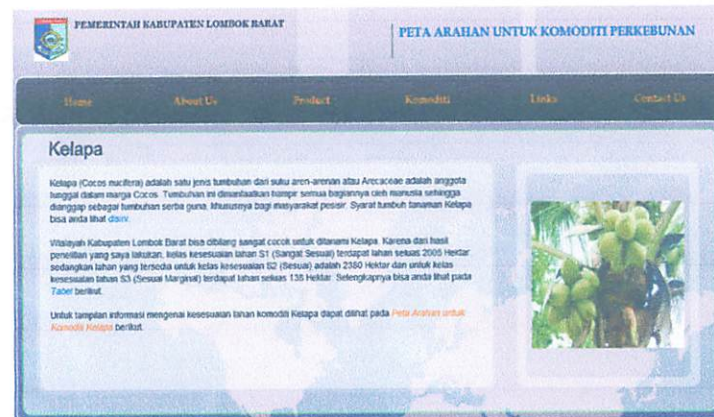 PEMERINTAH KABUPATEN LOMBOK BARAT
PETA ARAHAN UNTUK KOMODITI PERKEBUNAN
Home About Us Product Komoditi Links Contact Us
Kelapa
Kelapa (Cocos nucifera) adalah satu jenis tumbuhan dari suku aren-arenan atau Arecaceae adalah anggota
tunggal dalam marga Cocos. Tumbuhan ini dimanfaatkan hampir semua bagiannya oleh manusia sehingga
dianggap sebagai tumbuhan serba guna, khususnya bagi masyarakat pesisir. Syarat tumbuh tanaman Kelapa
bisa anda lihat disini.
Wilayah Kabupaten Lombok Barat bisa dibilang sangat cocok untuk ditanami Kelapa. Karena dari hasil
penelitian yang saya lakukan, kelas kesesuaian lahan S1 (Sangat Sesuai) terdapat lahan seluas 2005 Hektar
sedangkan lahan yang tersedia untuk kelas kesesuaian S2 (Sesuai) adalah 2380 Hektar dan untuk kelas
kesesuaian lahan S3 (Sesuai Marginal) terdapat lahan seluas 135 Hektar. Selengkapnya bisa anda lihat pada
Tabel berikut.
Untuk tampilan informasi mengenai kesesuaian lahan komoditi Kelapa dapat dilihat pada Peta Arahan untuk
Komoditi Kelapa berikut.